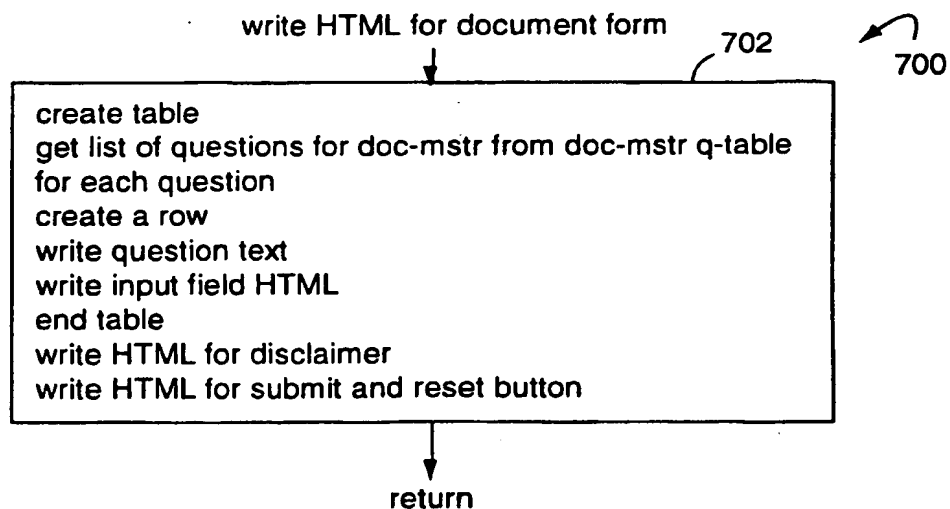 write HTML for document form
702
700
create table
get list of questions for doc-mstr from doc-mstr q-table
for each question
create a row
write question text
write input field HTML
end table
write HTML for disclaimer
write HTML for submit and reset button
return